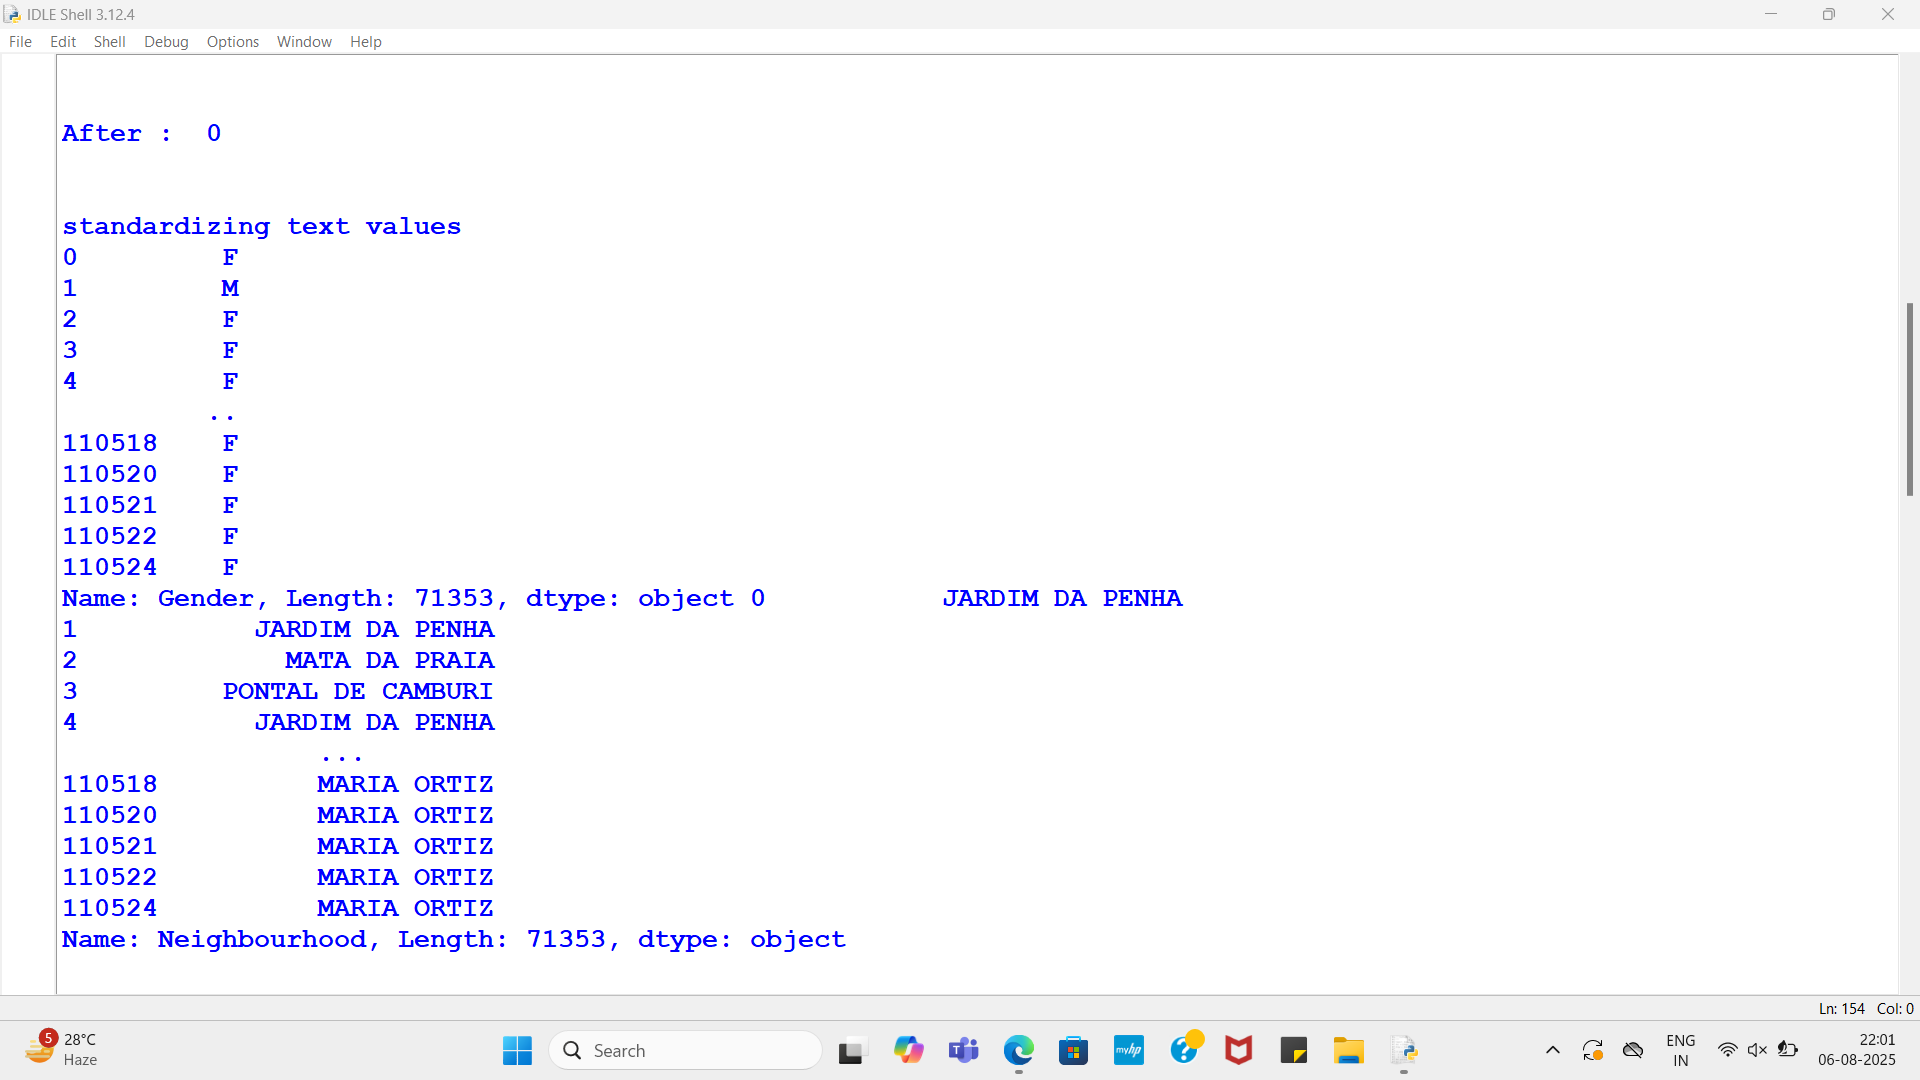 IDLE Shell 3.12.4
File Edit Shell Debug Options Window Help
After :  0
standardizing text values
0         F
1         M
2         F
3         F
4         F
         ..
110518    F
110520    F
110521    F
110522    F
110524    F
Name: Gender, Length: 71353, dtype: object 0           JARDIM DA PENHA
1           JARDIM DA PENHA
2             MATA DA PRAIA
3         PONTAL DE CAMBURI
4           JARDIM DA PENHA
                ...
110518          MARIA ORTIZ
110520          MARIA ORTIZ
110521          MARIA ORTIZ
110522          MARIA ORTIZ
110524          MARIA ORTIZ
Name: Neighbourhood, Length: 71353, dtype: object
Ln: 154 Col: 0
5
28°C
Haze
Search
myhp
ENG
IN
22:01
06-08-2025